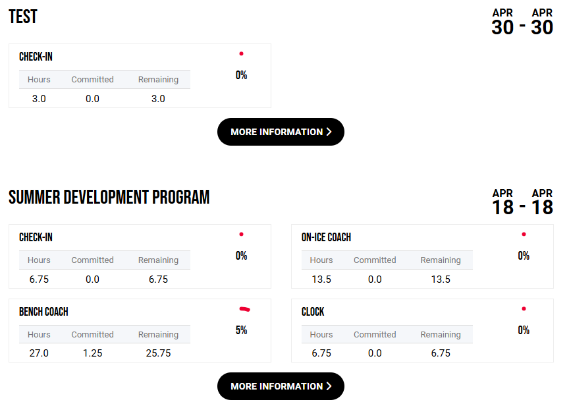 TEST
APR APR
30 - 30
CHECK-IN
0%
Hours Committed Remaining
3.0 0.0 3.0
MORE INFORMATION
SUMMER DEVELOPMENT PROGRAM
APR APR
18 - 18
CHECK-IN
0%
Hours Committed Remaining
6.75 0.0 6.75
ON-ICE COACH
0%
Hours Committed Remaining
13.5 0.0 13.5
BENCH COACH
5%
Hours Committed Remaining
27.0 1.25 25.75
CLOCK
0%
Hours Committed Remaining
6.75 0.0 6.75
MORE INFORMATION